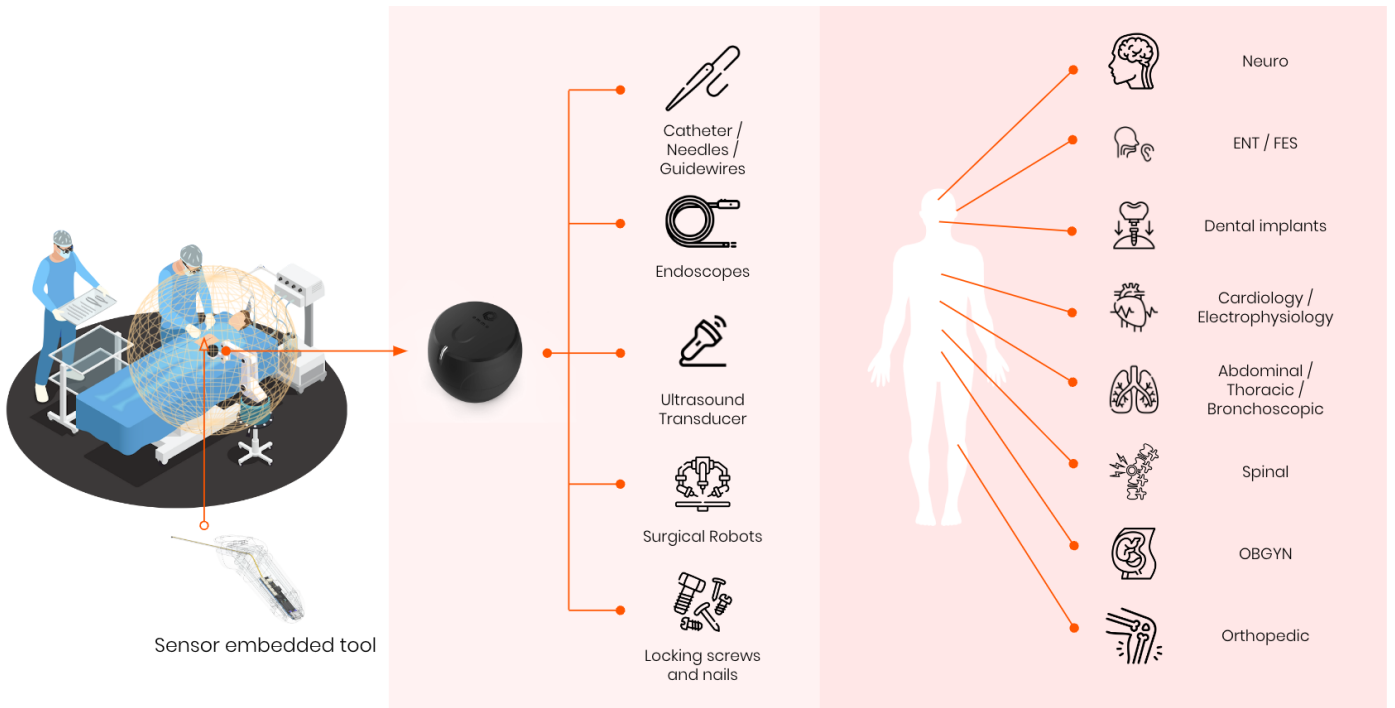 Sensor embedded tool
Catheter /
Needles /
Guidewires
Endoscopes
Ultrasound
Transducer
Surgical Robots
Locking screws
and nails
Neuro
ENT / FES
Dental implants
Cardiology /
Electrophysiology
Abdominal /
Thoracic /
Bronchoscopic
Spinal
OBGYN
Orthopedic